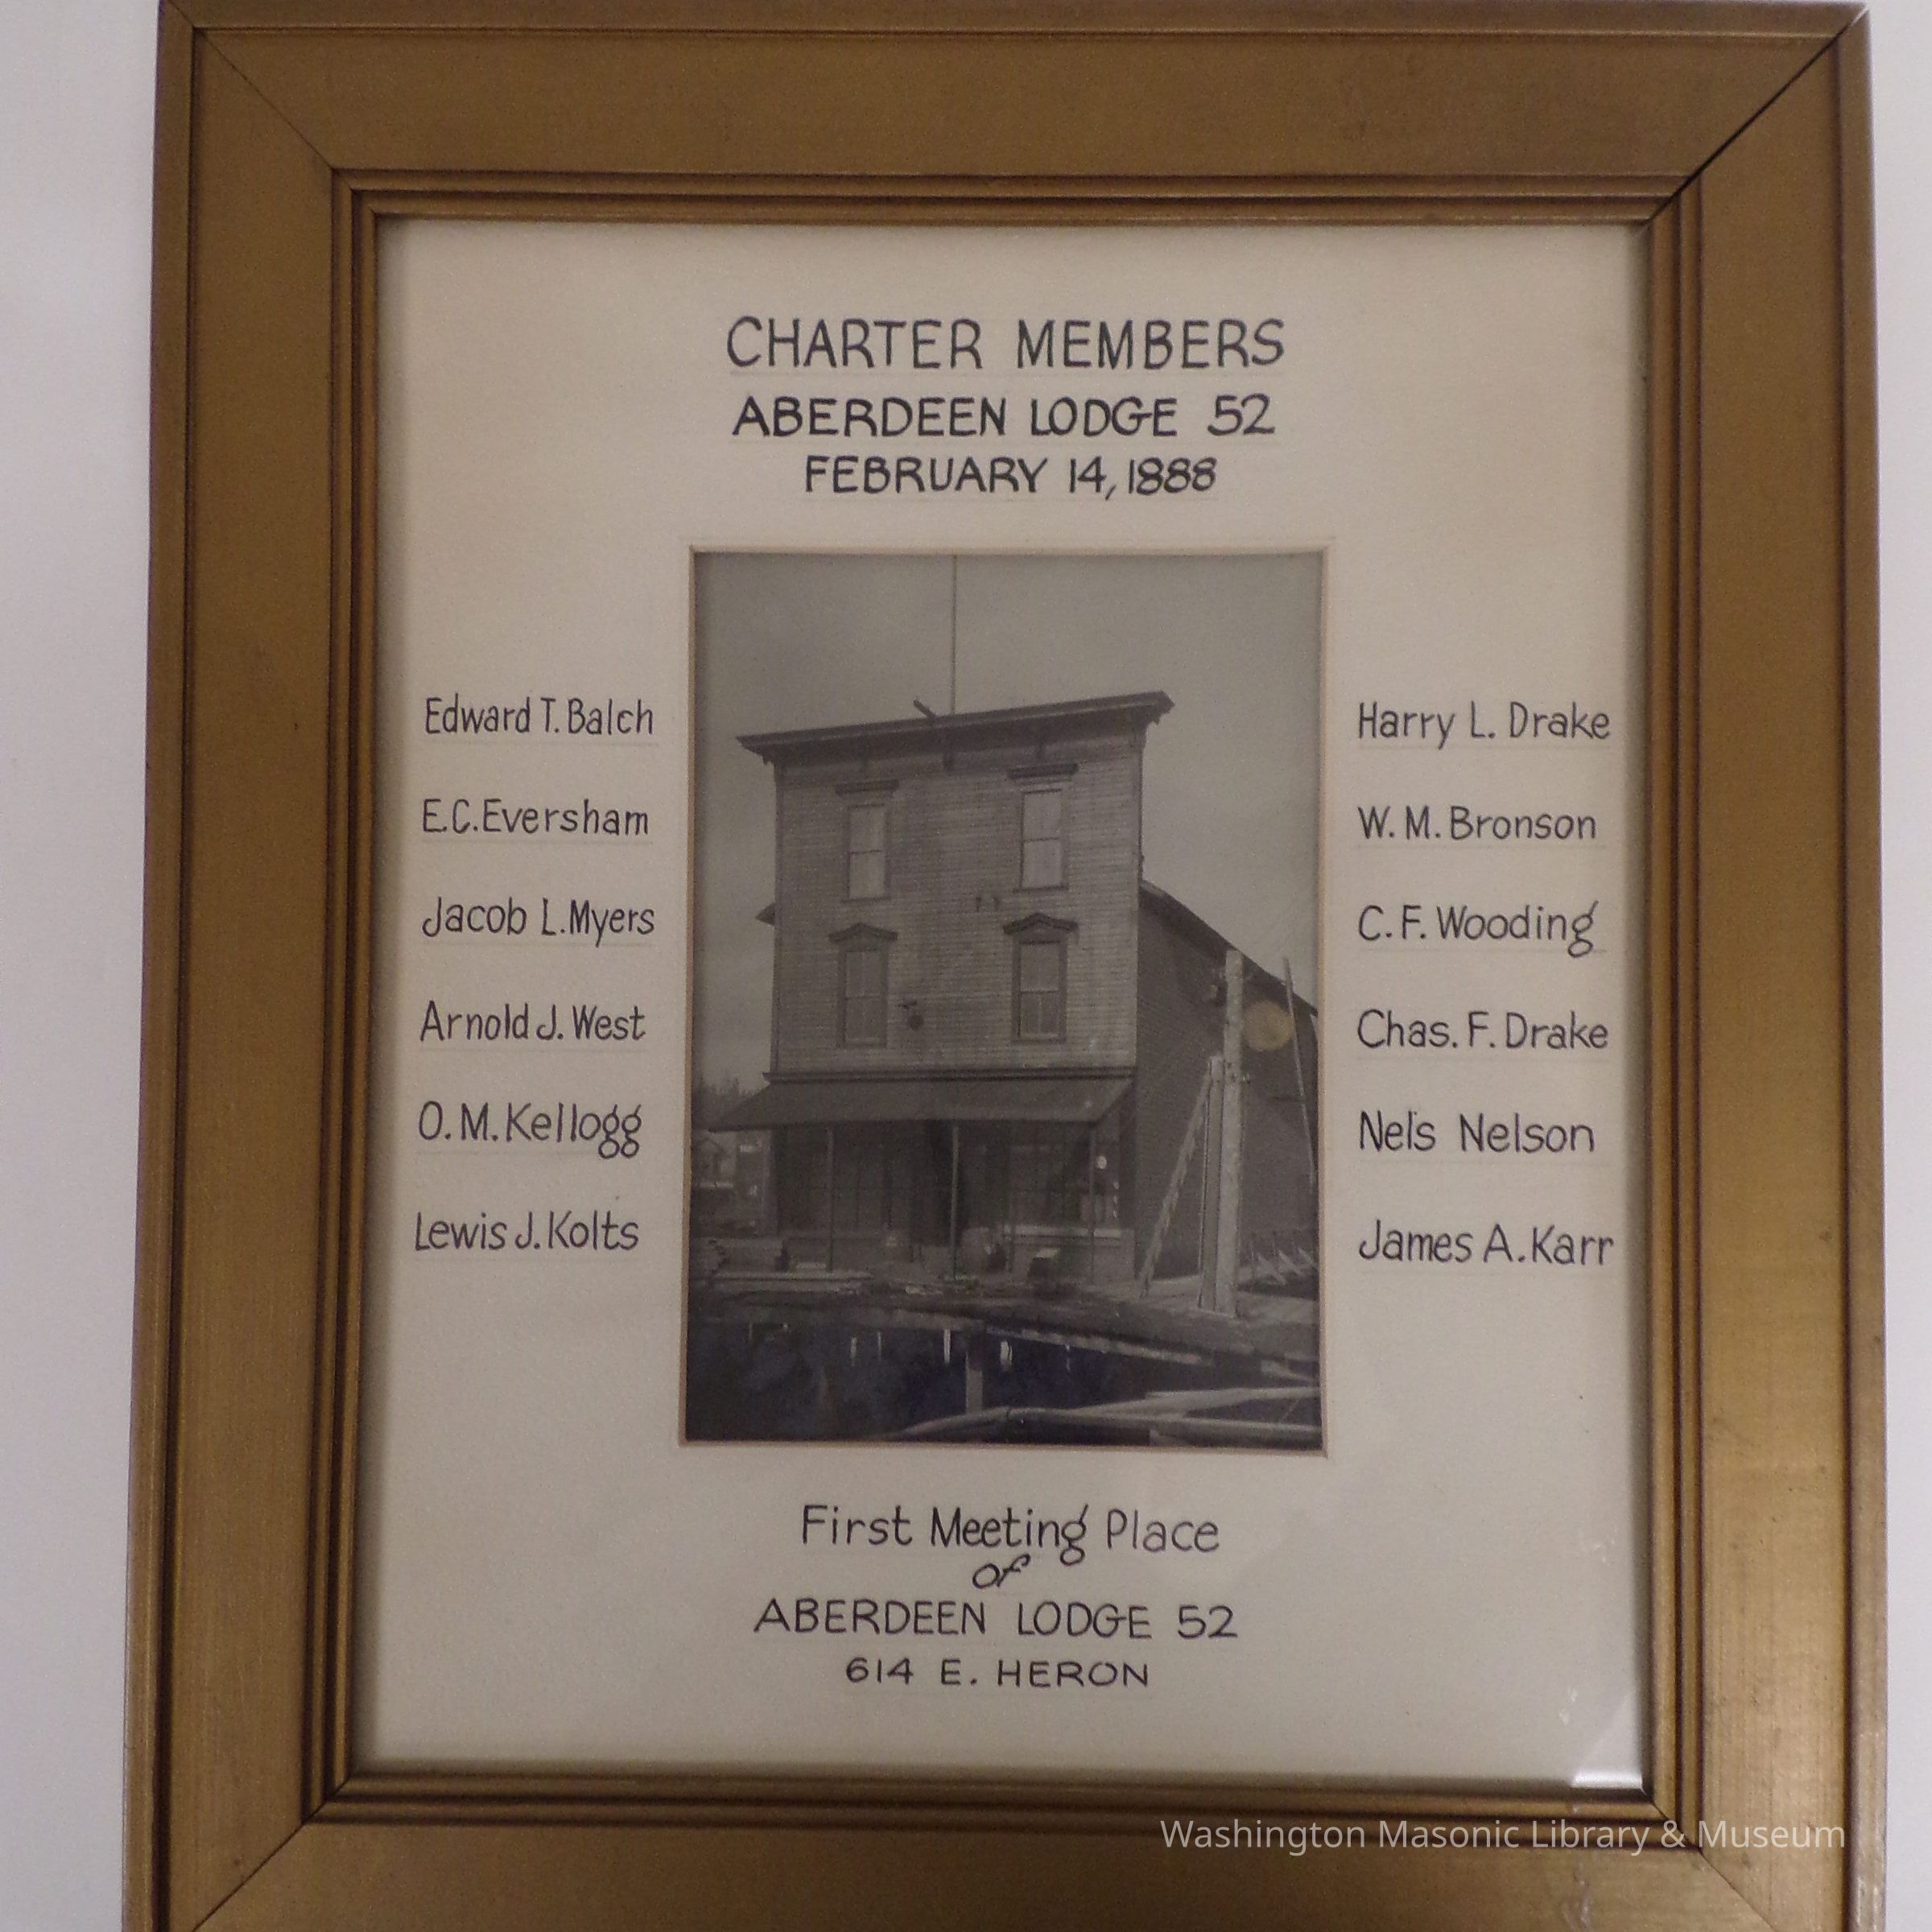 CHARTER MEMBERS
ABERDEEN LODGE 52
FEBRUARY 14, 1888
Edward T. Balch
E.C. Eversham
Jacob L. Myers
Arnold J. West
O. M. Kellogg
Lewis J. Kolts
Harry L. Drake
W. M. Bronson
C. F. Wooding
Chas. F. Drake
Nels Nelson
James A. Karr
First Meeting Place
of
ABERDEEN LODGE 52
614 E. HERON
Washington Masonic Library & Museum